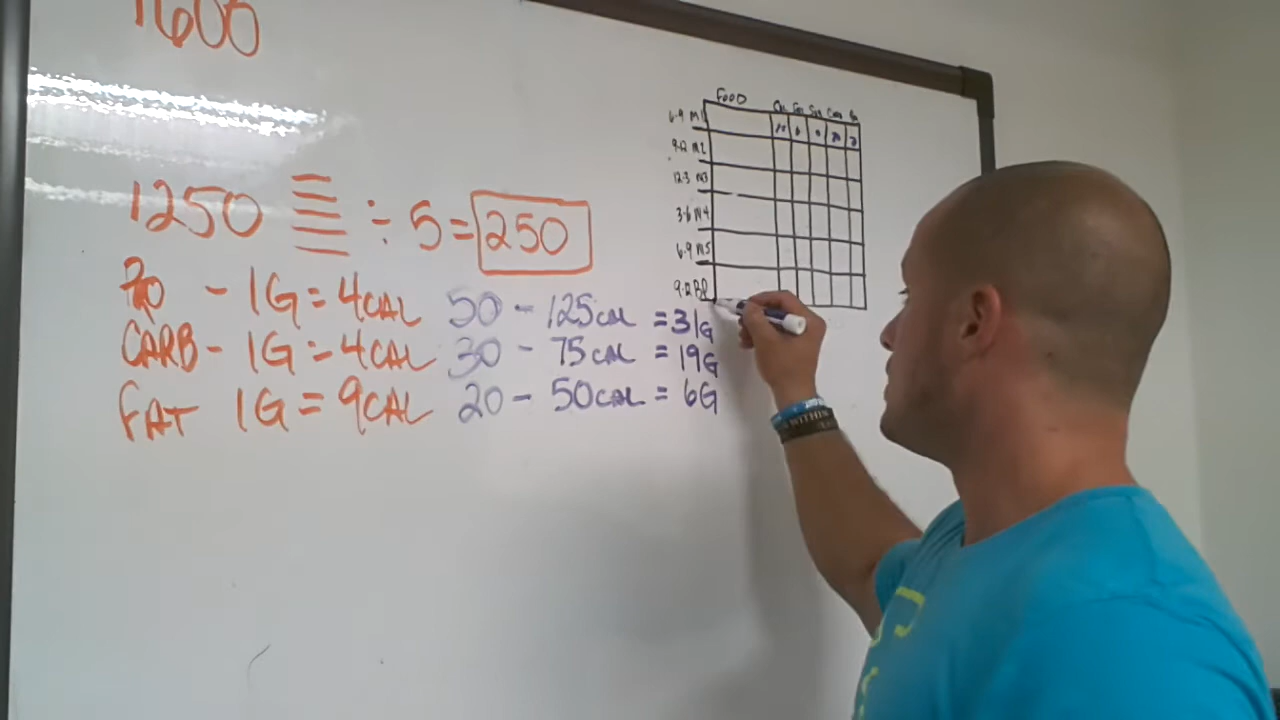 1600
1250 ÷ 5 = 250
PRO - 1G = 4CAL 50 - 125CAL = 31G
CARB - 1G = 4CAL 30 - 75CAL = 19G
FAT 1G = 9CAL 20 - 50CAL = 6G
FOOD
6-9 M1
9-12 M2
12-3 M3
3-6 M4
6-9 M5
WITHIN